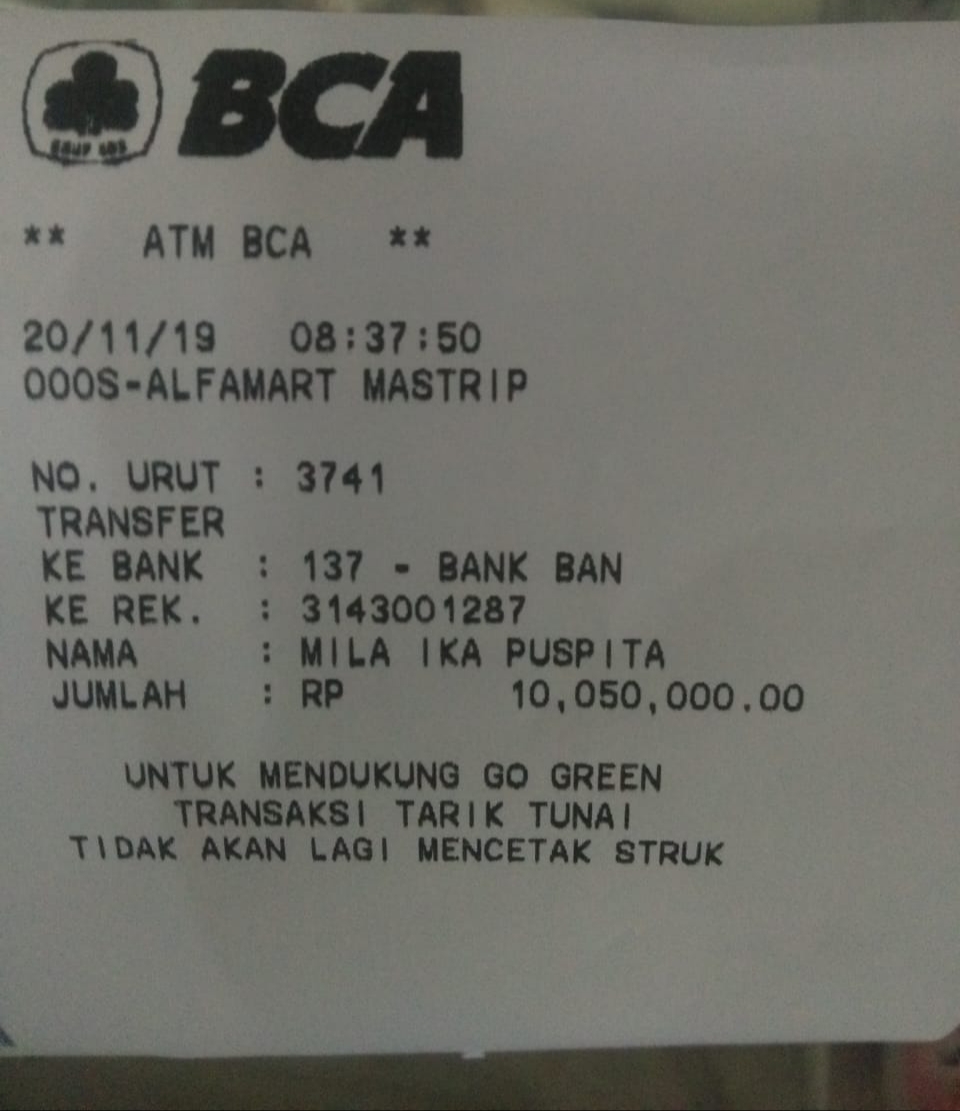 BCA
** ATM BCA **
20/11/19 08:37:50
000S-ALFAMART MASTRIP
NO. URUT : 3741
TRANSFER
KE BANK : 137 - BANK BAN
KE REK. : 3143001287
NAMA : MILA IKA PUSPITA
JUMLAH : RP 10,050,000.00
UNTUK MENDUKUNG GO GREEN
TRANSAKSI TARIK TUNAI
TIDAK AKAN LAGI MENCETAK STRUK